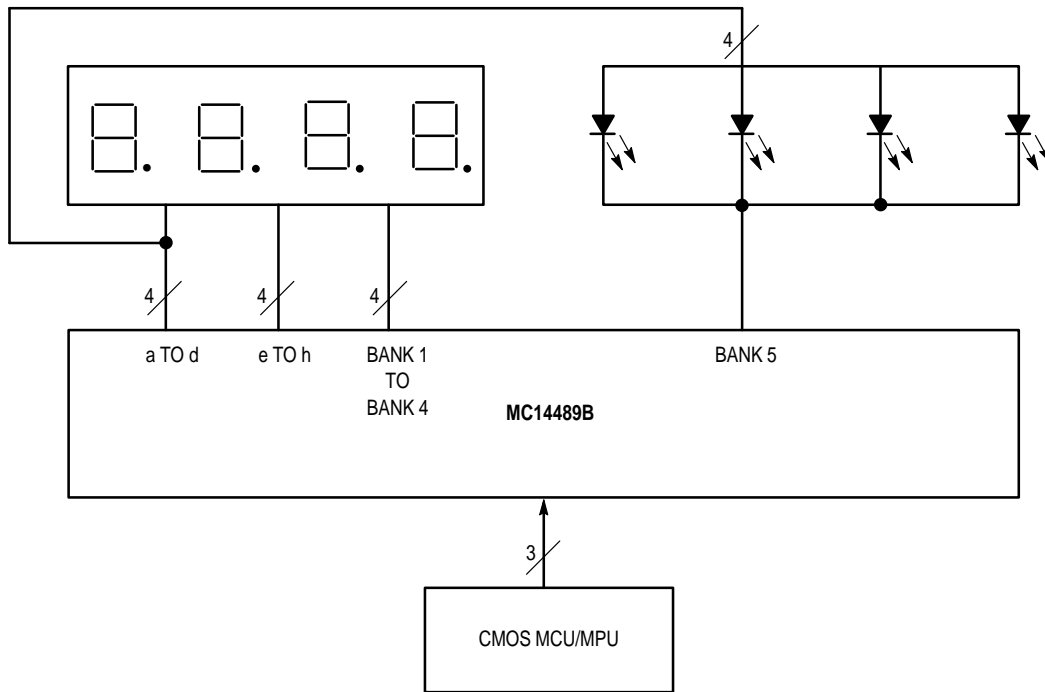 4
4
4
4
a TO d
e TO h
BANK 1
TO
BANK 4
BANK 5
MC14489B
3
CMOS MCU/MPU